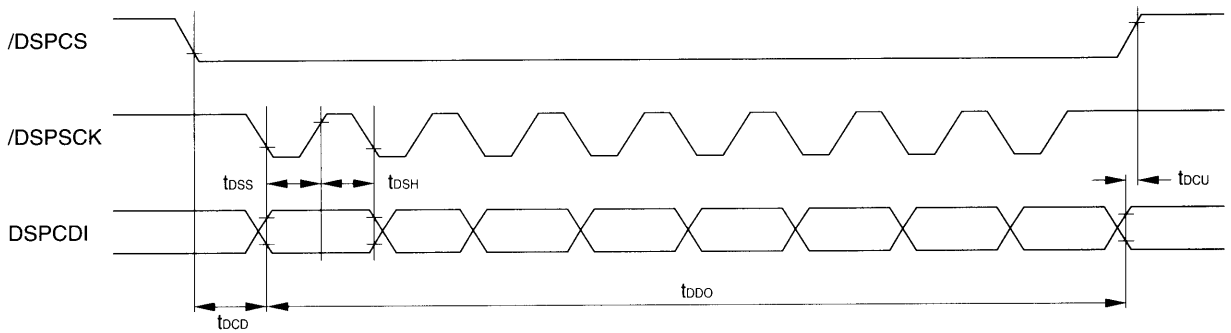 /DSPCS
/DSPSCK
tDSS
tDSH
tDCU
DSPCDI
tDDO
tDCD